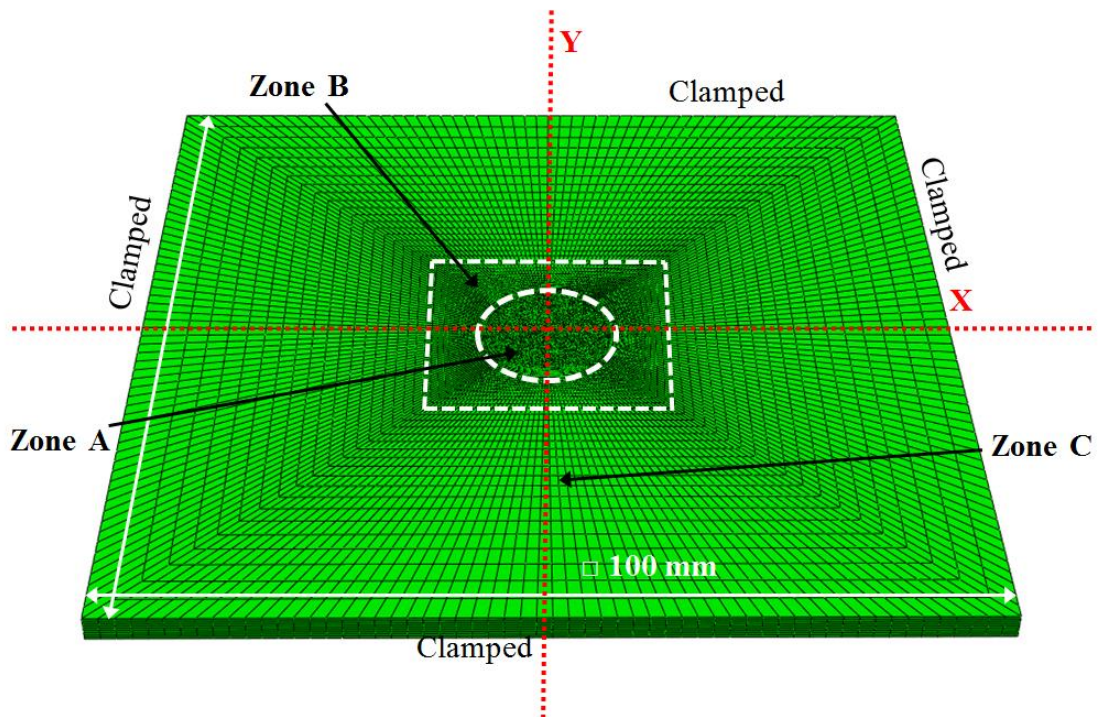 Y
Zone B
Clamped
Clamped
Clamped
X
Zone A
Zone C
□ 100 mm
Clamped